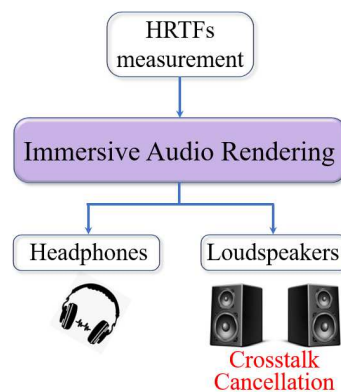 HRTFs
measurement
Immersive Audio Rendering
Headphones
Loudspeakers
Crosstalk
Cancellation